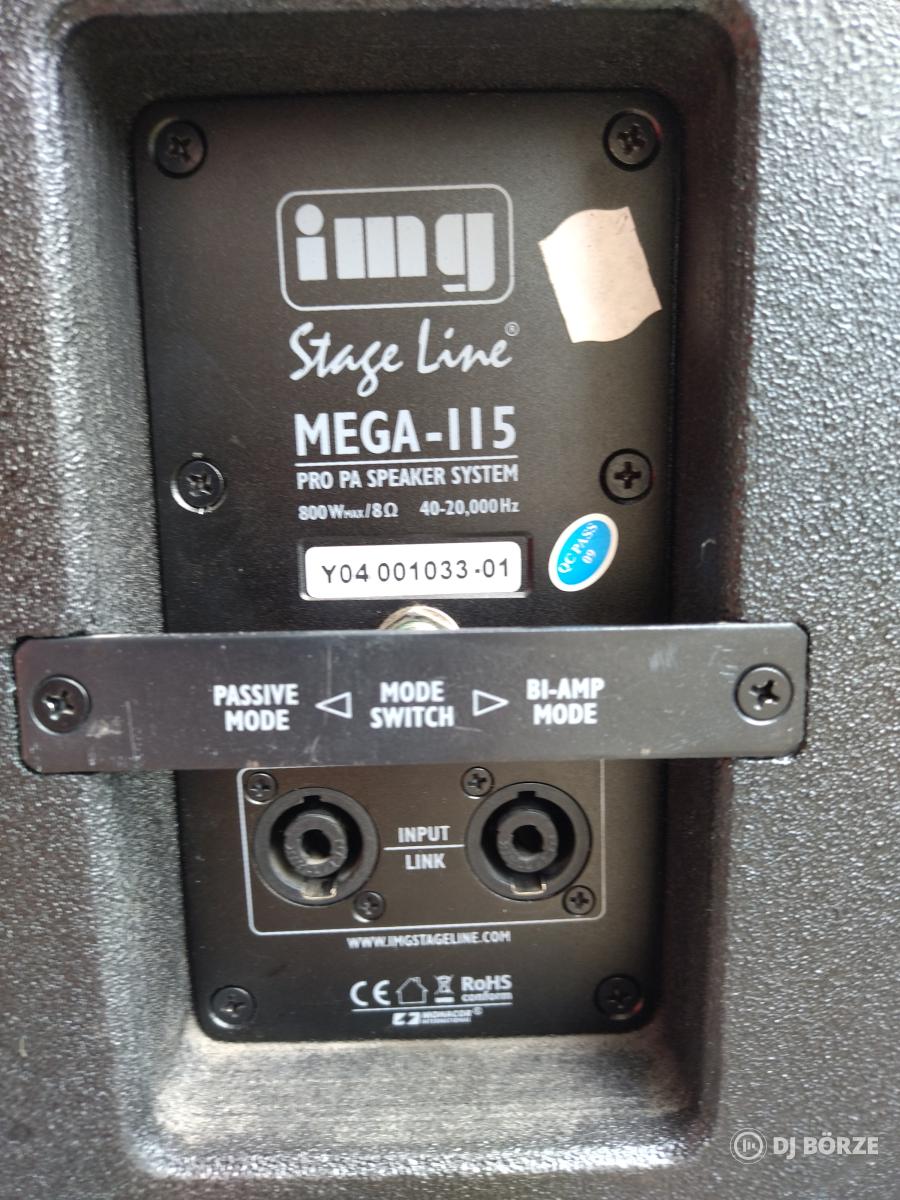 img
Stage Line®
MEGA-115
PRO PA SPEAKER SYSTEM
800WMAX/8Ω 40-20,000Hz
QC PASS
09
Y04 001033-01
PASSIVE MODE
MODE SWITCH
BI-AMP MODE
INPUT
LINK
WWW.IMGSTAGELINE.COM
CE RoHS
conform
MONACOR®
INTERNATIONAL
DJ BÖRZE